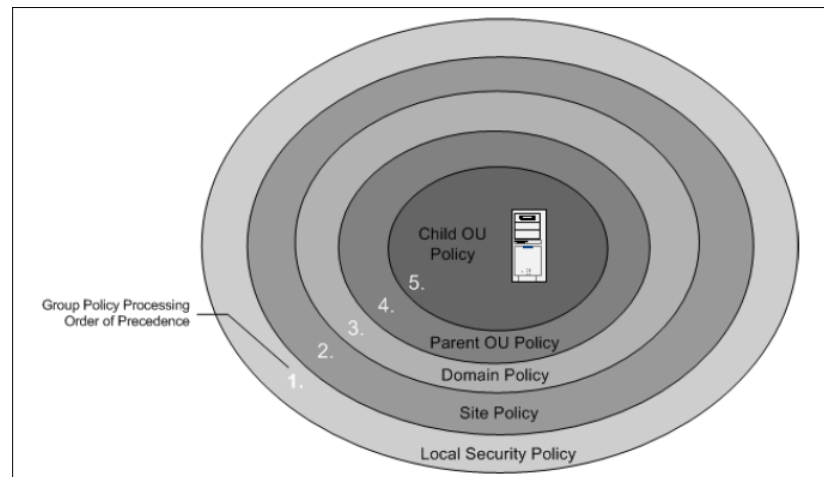 Child OU
Policy
5.
4.
3.
2.
1.
Group Policy Processing
Order of Precedence
Parent OU Policy
Domain Policy
Site Policy
Local Security Policy